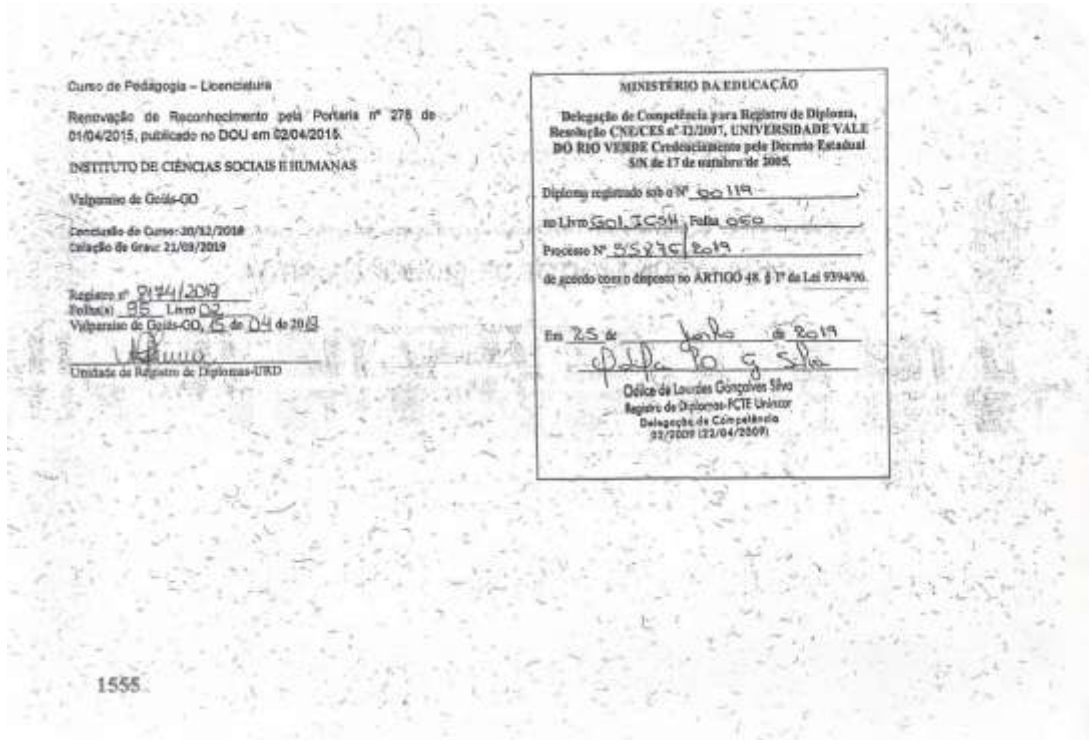 Curso de Pedagogia – Licenciatura
Renovação de Reconhecimento pela Portaria nº 278 de
01/04/2015, publicado no DOU em 02/04/2015.
INSTITUTO DE CIÊNCIAS SOCIAIS E HUMANAS
Valparaiso de Goiás-GO
Conclusão do Curso: 20/12/2018
Colação de Grau: 21/03/2019
Registro nº 8174/2019
Folha(s) 95 Livro 02
Valparaiso de Goiás-GO, 15 de 04 de 2019
Unidade de Registro de Diplomas-URD
MINISTÉRIO DA EDUCAÇÃO
Delegação de Competência para Registro de Diploma,
Resolução CNE/CES nº 12/2007, UNIVERSIDADE VALE
DO RIO VERDE Credenciamento pelo Decreto Estadual
S/N de 17 de outubro de 2005.
Diploma registrado sob o Nº 00119
no Livro G01.ICSH Folha 050
Processo Nº 55875/2019
de acordo com o disposto no ARTIGO 48. § 1º da Lei 9394/96.
Em 25 de junho de 2019
Odilce de Lourdes Gonçalves Silva
Registro de Diplomas-FCTE Unincor
Delegação de Competência
02/2009 (22/04/2009)
1555